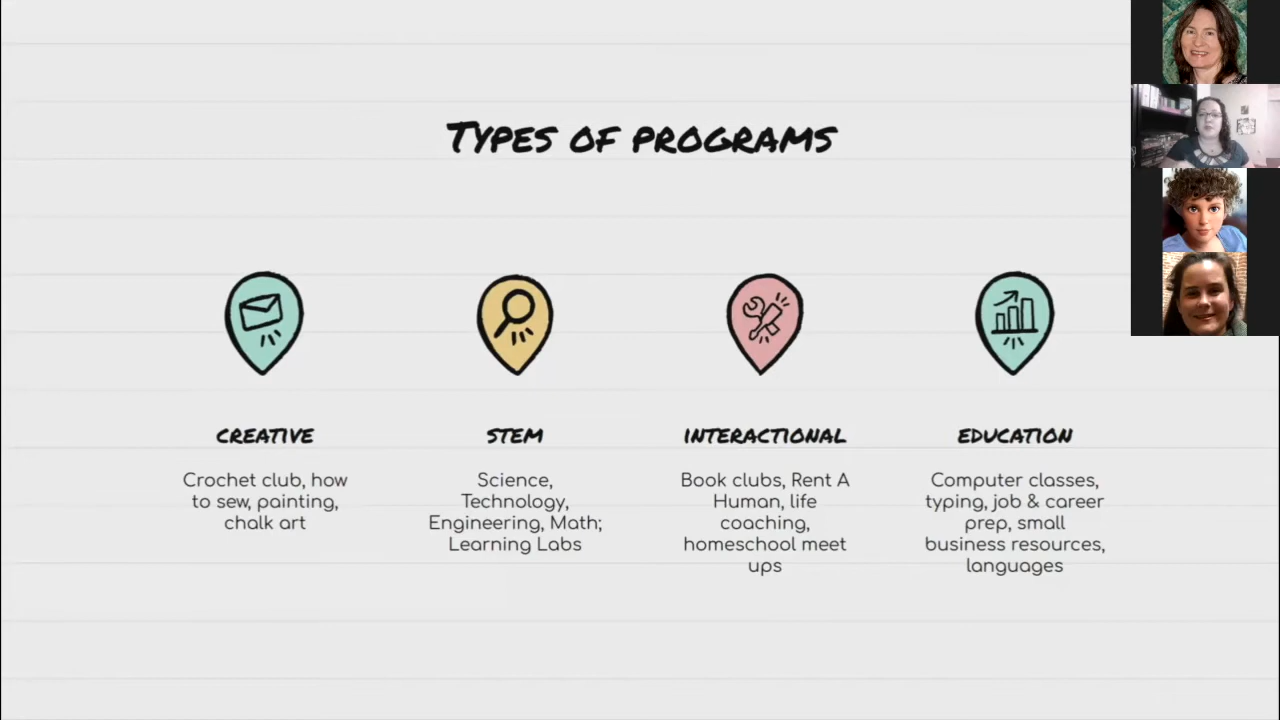 TYPES OF PROGRAMS
CREATIVE
Crochet club, how
to sew, painting,
chalk art
STEM
Science,
Technology,
Engineering, Math;
Learning Labs
INTERACTIONAL
Book clubs, Rent A
Human, life
coaching,
homeschool meet
ups
EDUCATION
Computer classes,
typing, job & career
prep, small
business resources,
languages